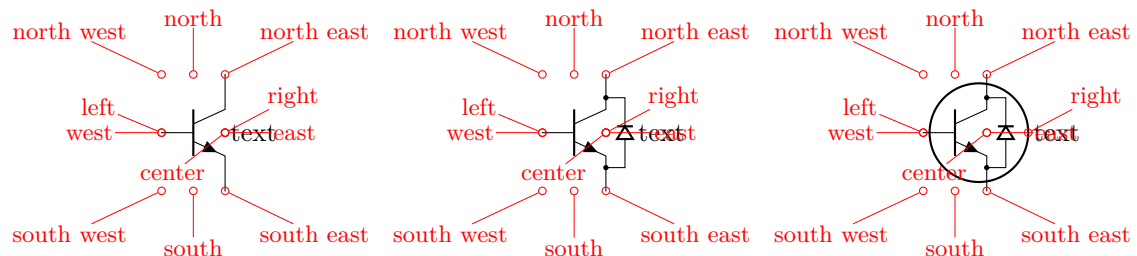 north north north
north west north east north west north east north west north east
left right left right left right
west text east west text east west text east
center center center
south west south east south west south east south west south east
south south south